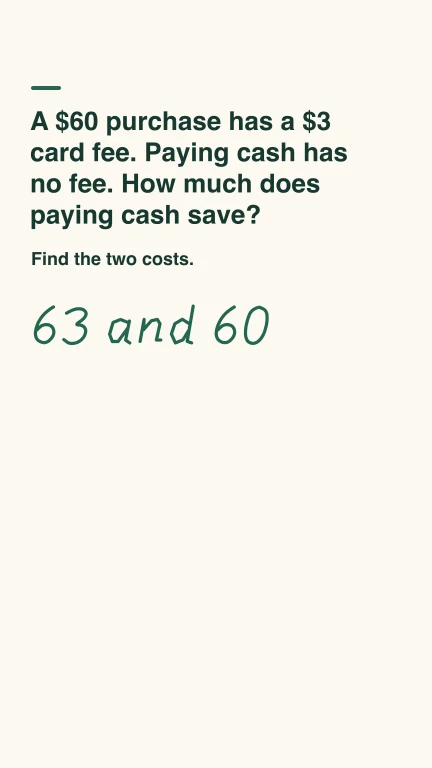 A $60 purchase has a $3
card fee. Paying cash has
no fee. How much does
paying cash save?
Find the two costs.
63 and 60